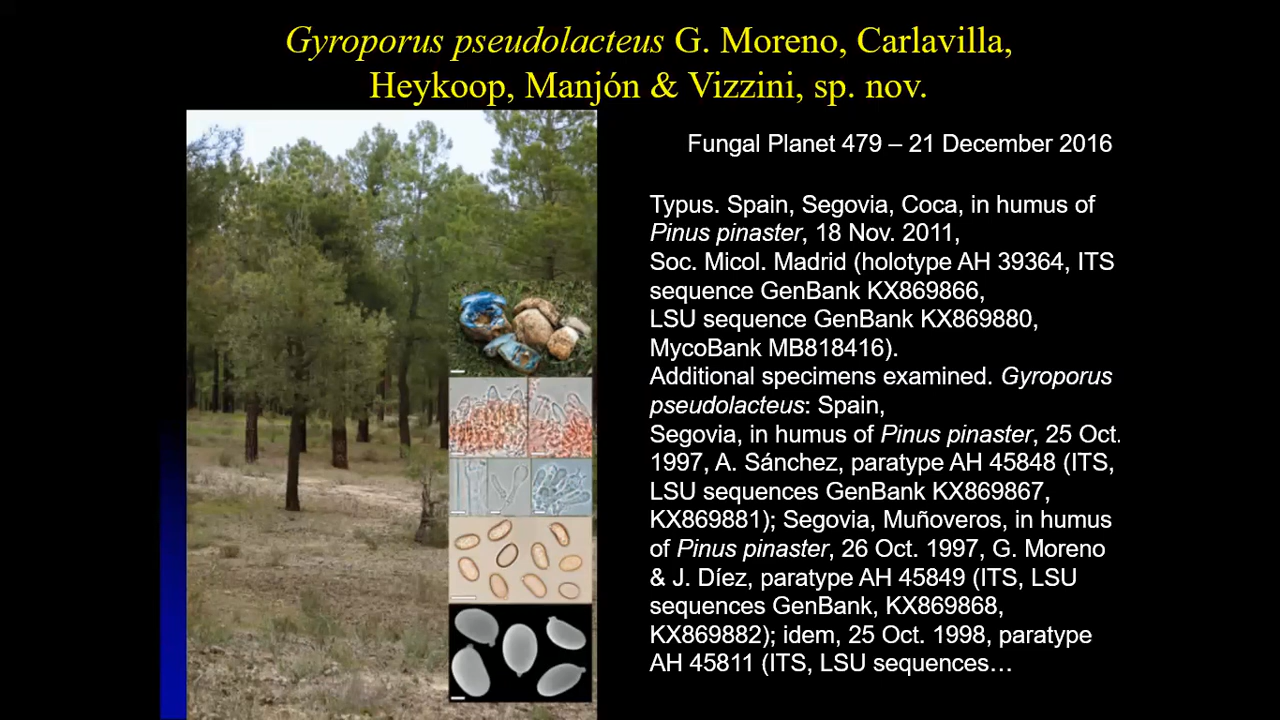 Gyroporus pseudolacteus G. Moreno, Carlavilla,
Heykoop, Manjón & Vizzini, sp. nov.
Fungal Planet 479 – 21 December 2016
Typus. Spain, Segovia, Coca, in humus of
Pinus pinaster, 18 Nov. 2011,
Soc. Micol. Madrid (holotype AH 39364, ITS
sequence GenBank KX869866,
LSU sequence GenBank KX869880,
MycoBank MB818416).
Additional specimens examined. Gyroporus
pseudolacteus: Spain,
Segovia, in humus of Pinus pinaster, 25 Oct.
1997, A. Sánchez, paratype AH 45848 (ITS,
LSU sequences GenBank KX869867,
KX869881); Segovia, Muñoveros, in humus
of Pinus pinaster, 26 Oct. 1997, G. Moreno
& J. Díez, paratype AH 45849 (ITS, LSU
sequences GenBank, KX869868,
KX869882); idem, 25 Oct. 1998, paratype
AH 45811 (ITS, LSU sequences…